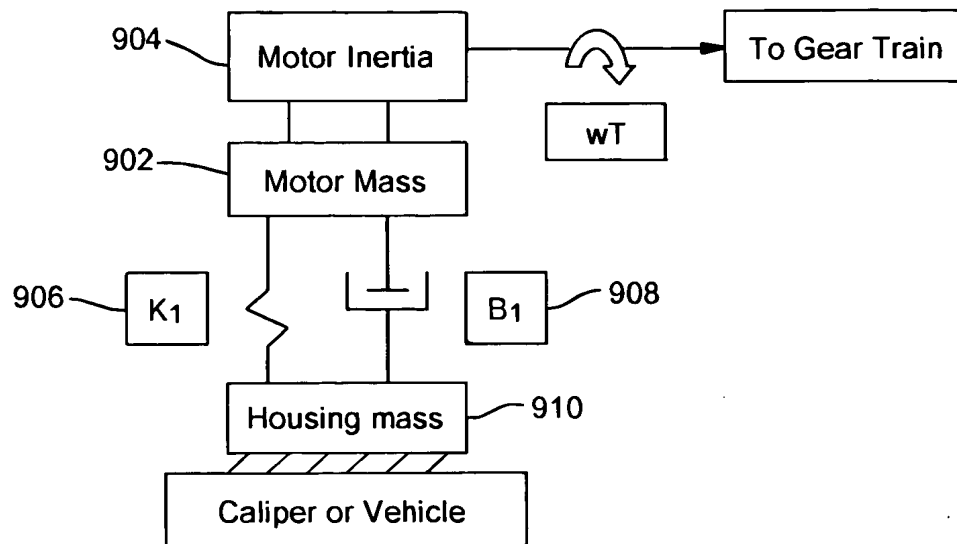 904
Motor Inertia
To Gear Train
wT
902
Motor Mass
906
K1
B1
908
Housing mass
910
Caliper or Vehicle